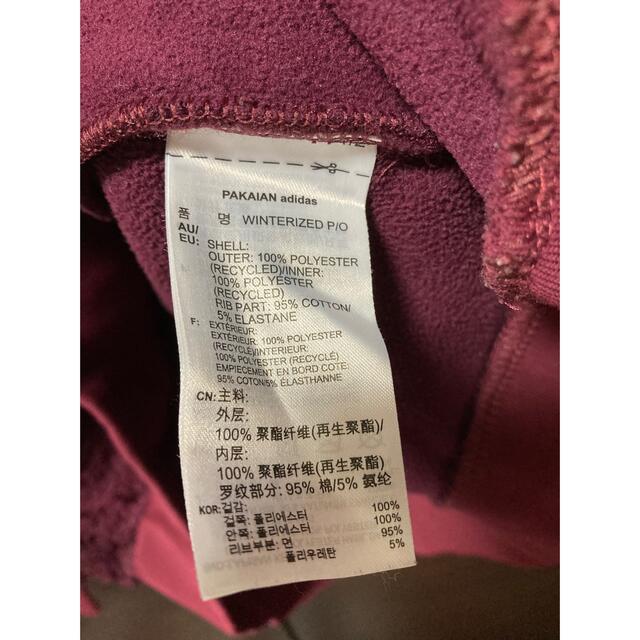 PAKAIAN adidas
품 명 WINTERIZED P/O
AU/
EU: SHELL:
OUTER: 100% POLYESTER
(RECYCLED)/INNER:
100% POLYESTER
(RECYCLED)
RIB PART: 95% COTTON/
5% ELASTANE
F: EXTÉRIEUR:
EXTÉRIEUR: 100% POLYESTER
(RECYCLÉ)/INTERIEUR:
100% POLYESTER (RECYCLÉ)
EMPIECEMENT EN BORD COTE:
95% COTON/5% ÉLASTHANNE
CN: 主料:
外层:
100% 聚酯纤维(再生聚酯)/
内层:
100% 聚酯纤维(再生聚酯)
罗纹部分: 95% 棉/5% 氨纶
KOR: 겉감:
겉쪽: 폴리에스터 100%
안쪽: 폴리에스터 100%
리브부분: 면 95%
폴리우레탄 5%